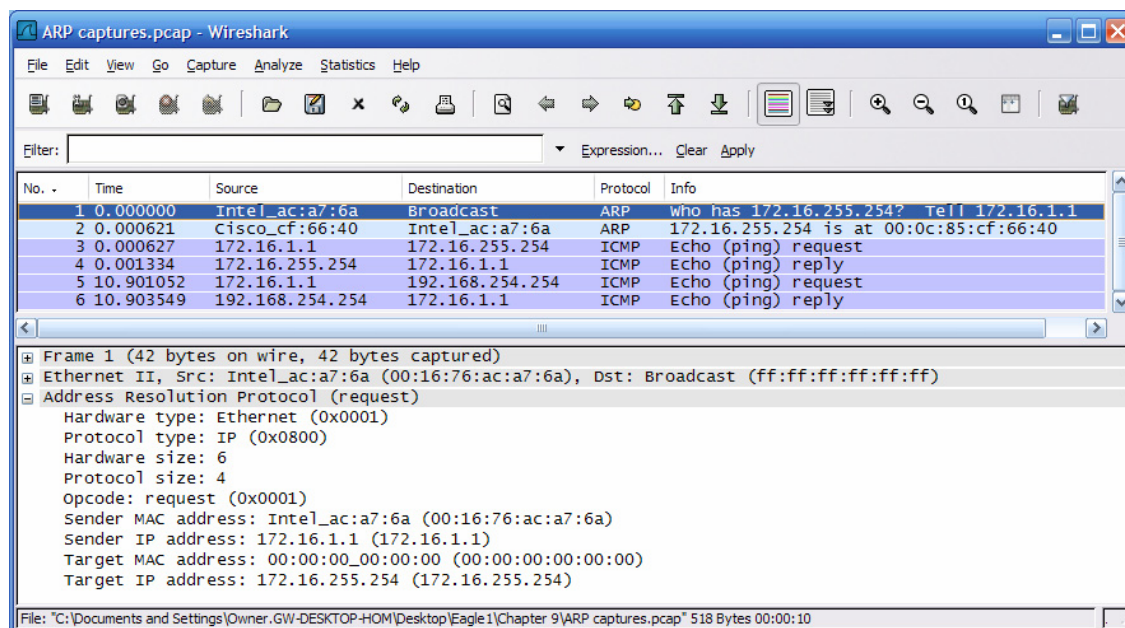 ARP captures.pcap - Wireshark
File Edit View Go Capture Analyze Statistics Help
Filter: Expression... Clear Apply
No. Time Source Destination Protocol Info
1 0.000000 Intel_ac:a7:6a Broadcast ARP Who has 172.16.255.254? Tell 172.16.1.1
2 0.000621 Cisco_cf:66:40 Intel_ac:a7:6a ARP 172.16.255.254 is at 00:0c:85:cf:66:40
3 0.000627 172.16.1.1 172.16.255.254 ICMP Echo (ping) request
4 0.001334 172.16.255.254 172.16.1.1 ICMP Echo (ping) reply
5 10.901052 172.16.1.1 192.168.254.254 ICMP Echo (ping) request
6 10.903549 192.168.254.254 172.16.1.1 ICMP Echo (ping) reply
Frame 1 (42 bytes on wire, 42 bytes captured)
Ethernet II, Src: Intel_ac:a7:6a (00:16:76:ac:a7:6a), Dst: Broadcast (ff:ff:ff:ff:ff:ff)
Address Resolution Protocol (request)
Hardware type: Ethernet (0x0001)
Protocol type: IP (0x0800)
Hardware size: 6
Protocol size: 4
Opcode: request (0x0001)
Sender MAC address: Intel_ac:a7:6a (00:16:76:ac:a7:6a)
Sender IP address: 172.16.1.1 (172.16.1.1)
Target MAC address: 00:00:00_00:00:00 (00:00:00:00:00:00)
Target IP address: 172.16.255.254 (172.16.255.254)
File: "C:\Documents and Settings\Owner.GW-DESKTOP-HOM\Desktop\Eagle1\Chapter 9\ARP captures.pcap" 518 Bytes 00:00:10